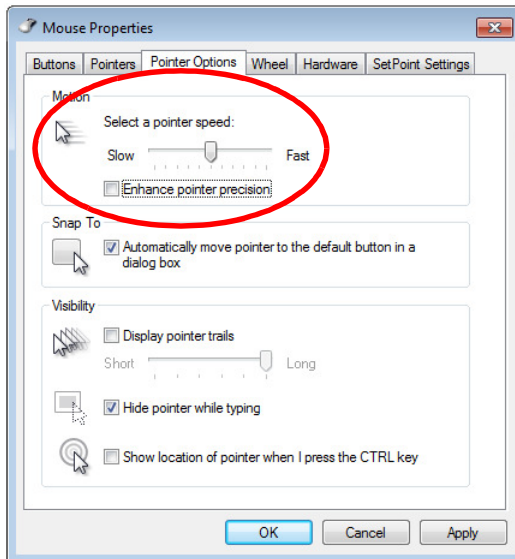 Mouse Properties
Buttons Pointers Pointer Options Wheel Hardware SetPoint Settings
Motion
Select a pointer speed:
Slow Fast
Enhance pointer precision
Snap To
Automatically move pointer to the default button in a
dialog box
Visibility
Display pointer trails
Short Long
Hide pointer while typing
Show location of pointer when I press the CTRL key
OK Cancel Apply